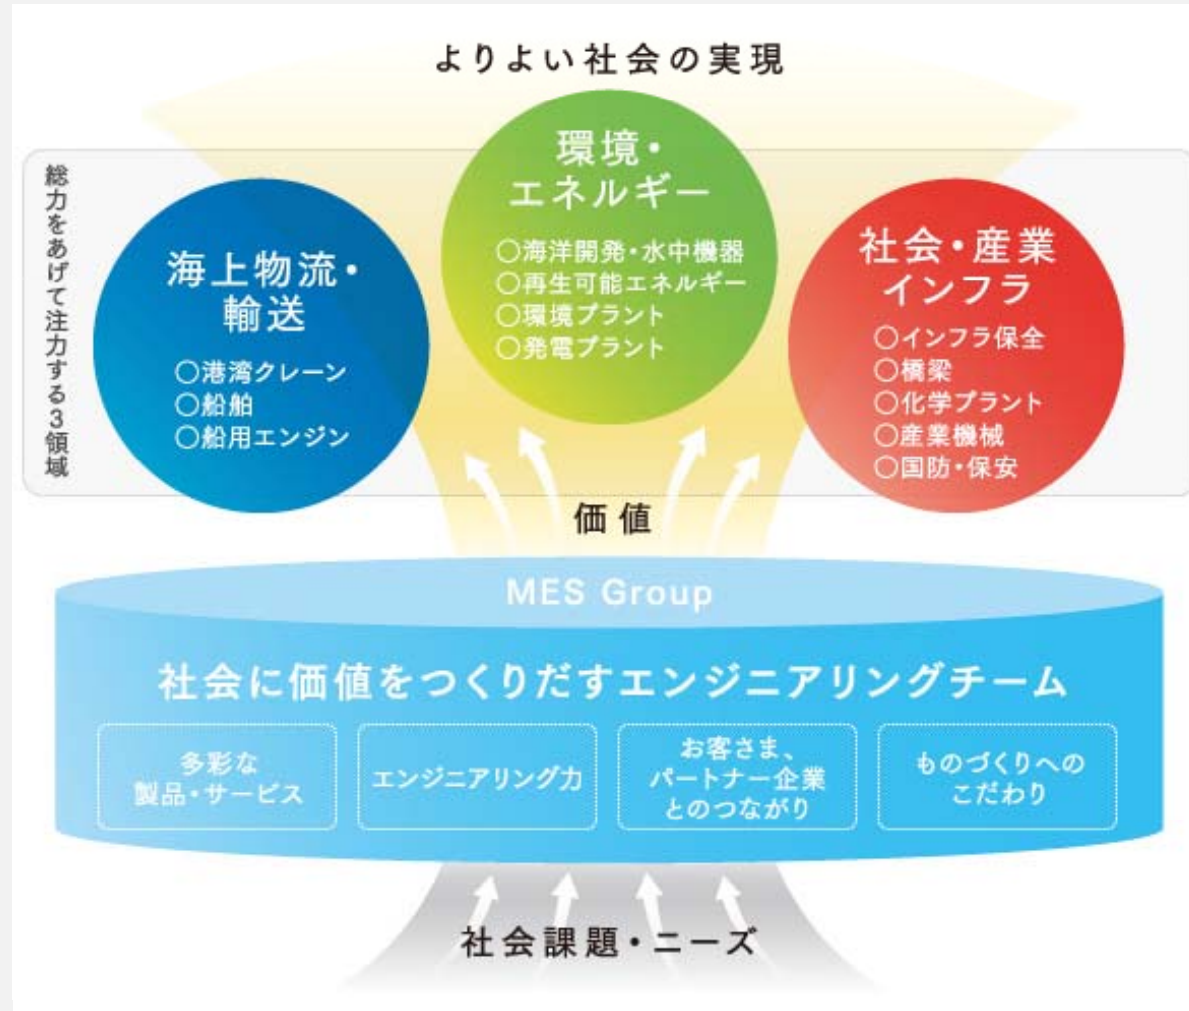 よりよい社会の実現
総力をあげて注力する3領域
海上物流・
輸送
○港湾クレーン
○船舶
○舶用エンジン
環境・
エネルギー
○海洋開発・水中機器
○再生可能エネルギー
○環境プラント
○発電プラント
社会・産業
インフラ
○インフラ保全
○橋梁
○化学プラント
○産業機械
○国防・保安
価値
MES Group
社会に価値をつくりだすエンジニアリングチーム
多彩な
製品・サービス
エンジニアリング力
お客さま、
パートナー企業
とのつながり
ものづくりへの
こだわり
社会課題・ニーズ